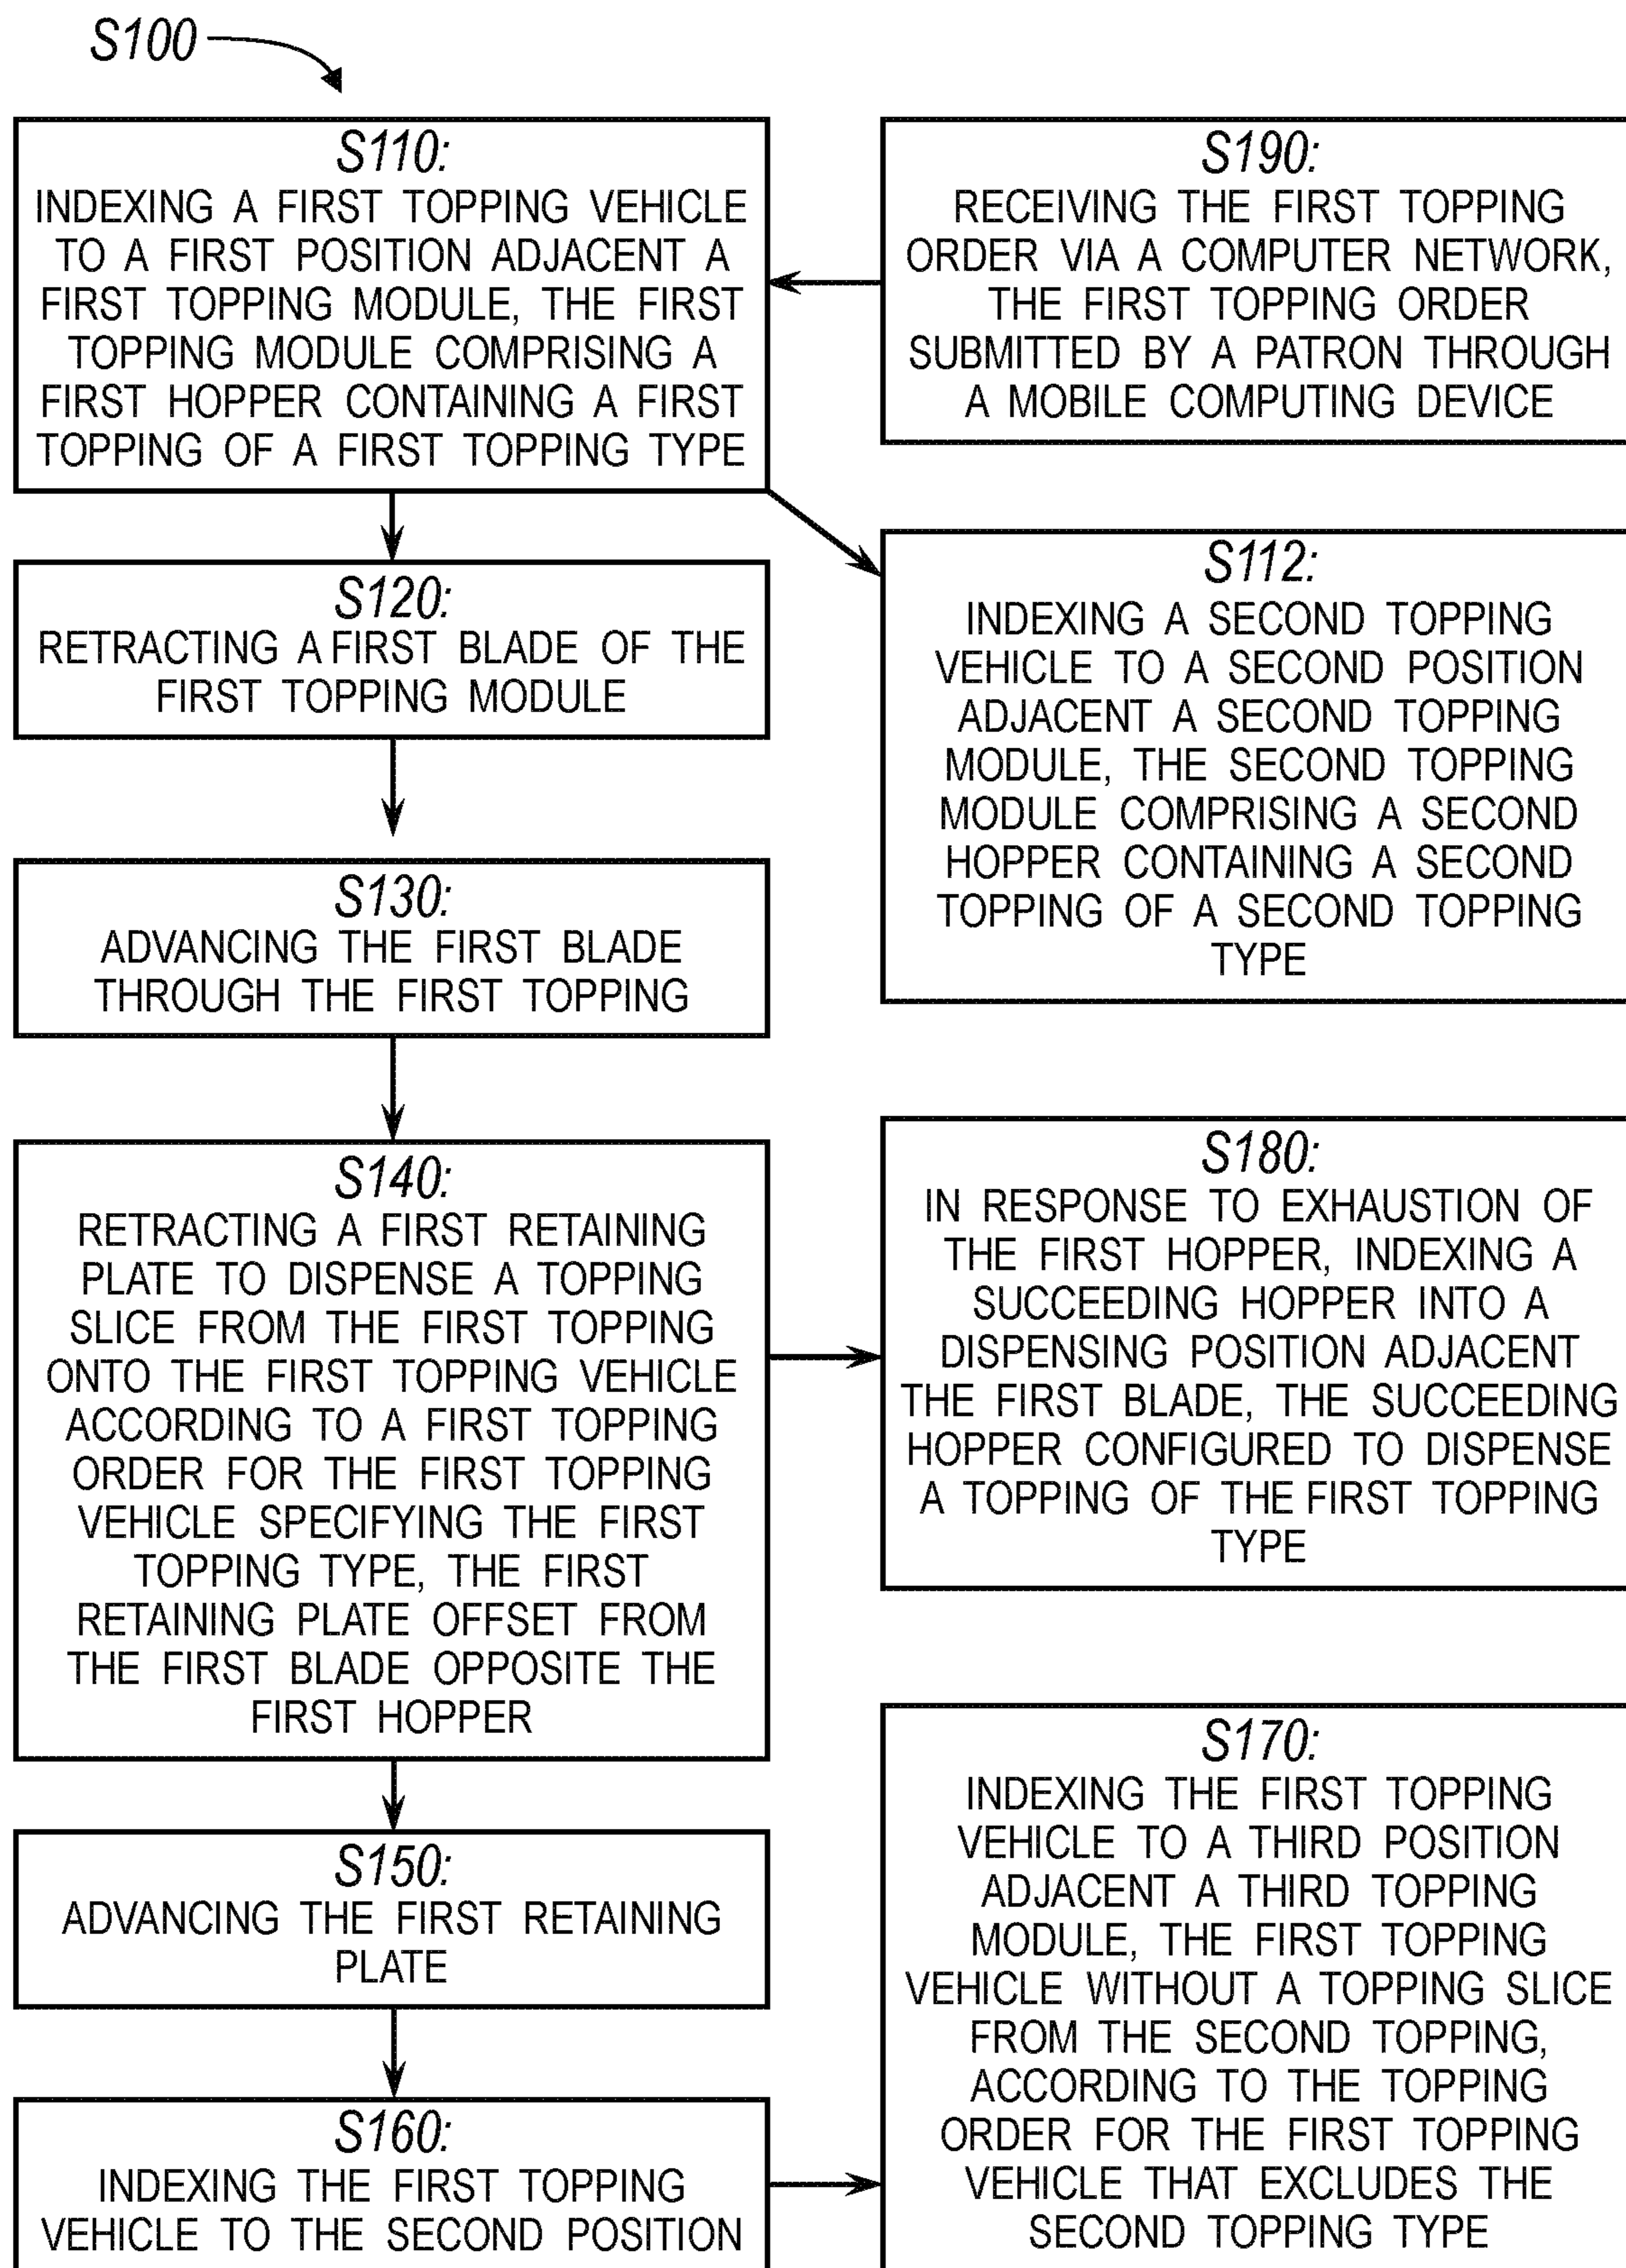 S100
S110:
INDEXING A FIRST TOPPING VEHICLE
TO A FIRST POSITION ADJACENT A
FIRST TOPPING MODULE, THE FIRST
TOPPING MODULE COMPRISING A
FIRST HOPPER CONTAINING A FIRST
TOPPING OF A FIRST TOPPING TYPE
S190:
RECEIVING THE FIRST TOPPING
ORDER VIA A COMPUTER NETWORK,
THE FIRST TOPPING ORDER
SUBMITTED BY A PATRON THROUGH
A MOBILE COMPUTING DEVICE
S120:
RETRACTING A FIRST BLADE OF THE
FIRST TOPPING MODULE
S112:
INDEXING A SECOND TOPPING
VEHICLE TO A SECOND POSITION
ADJACENT A SECOND TOPPING
MODULE, THE SECOND TOPPING
MODULE COMPRISING A SECOND
HOPPER CONTAINING A SECOND
TOPPING OF A SECOND TOPPING
TYPE
S130:
ADVANCING THE FIRST BLADE
THROUGH THE FIRST TOPPING
S140:
RETRACTING A FIRST RETAINING
PLATE TO DISPENSE A TOPPING
SLICE FROM THE FIRST TOPPING
ONTO THE FIRST TOPPING VEHICLE
ACCORDING TO A FIRST TOPPING
ORDER FOR THE FIRST TOPPING
VEHICLE SPECIFYING THE FIRST
TOPPING TYPE, THE FIRST
RETAINING PLATE OFFSET FROM
THE FIRST BLADE OPPOSITE THE
FIRST HOPPER
S180:
IN RESPONSE TO EXHAUSTION OF
THE FIRST HOPPER, INDEXING A
SUCCEEDING HOPPER INTO A
DISPENSING POSITION ADJACENT
THE FIRST BLADE, THE SUCCEEDING
HOPPER CONFIGURED TO DISPENSE
A TOPPING OF THE FIRST TOPPING
TYPE
S150:
ADVANCING THE FIRST RETAINING
PLATE
S160:
INDEXING THE FIRST TOPPING
VEHICLE TO THE SECOND POSITION
S170:
INDEXING THE FIRST TOPPING
VEHICLE TO A THIRD POSITION
ADJACENT A THIRD TOPPING
MODULE, THE FIRST TOPPING
VEHICLE WITHOUT A TOPPING SLICE
FROM THE SECOND TOPPING,
ACCORDING TO THE TOPPING
ORDER FOR THE FIRST TOPPING
VEHICLE THAT EXCLUDES THE
SECOND TOPPING TYPE